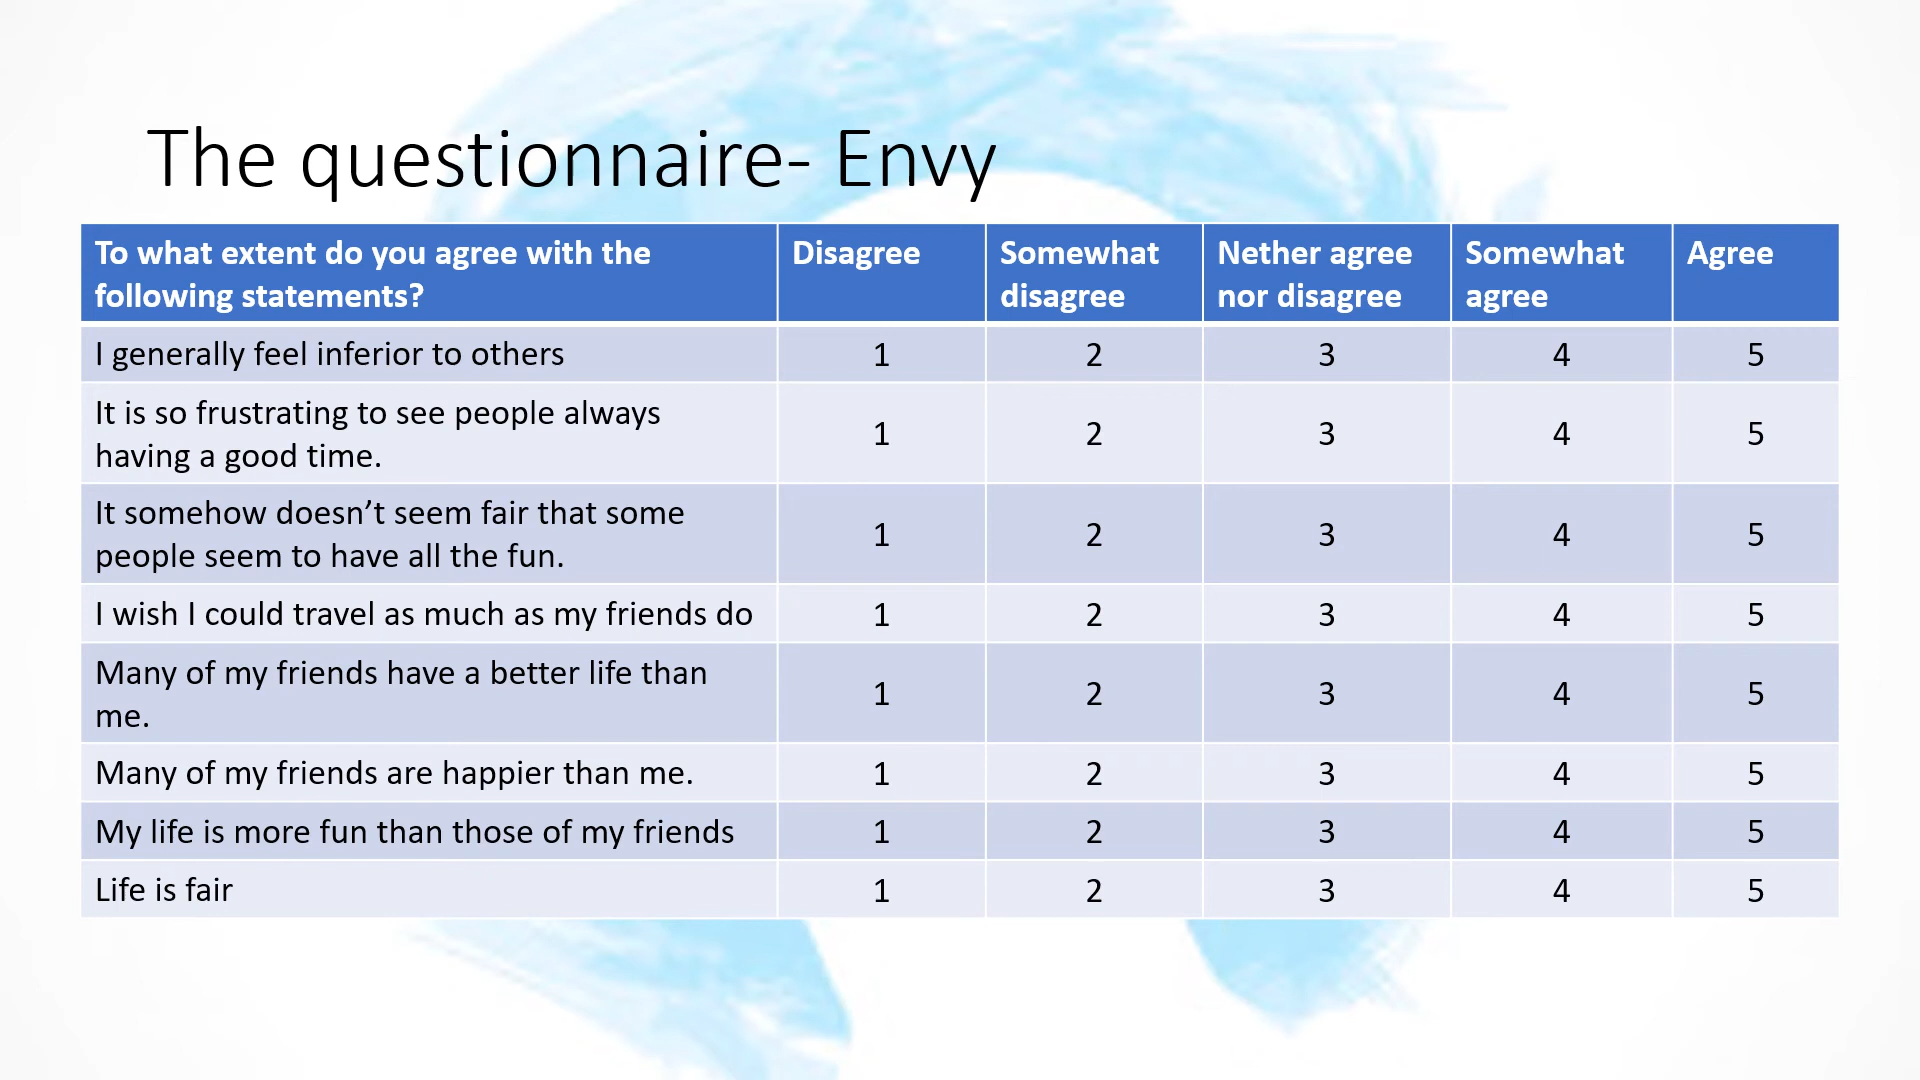 The questionnaire- Envy
To what extent do you agree with the
following statements?
Disagree
Somewhat
disagree
Nether agree
nor disagree
Somewhat
agree
Agree
I generally feel inferior to others
1 2 3 4 5
It is so frustrating to see people always
having a good time.
1 2 3 4 5
It somehow doesn’t seem fair that some
people seem to have all the fun.
1 2 3 4 5
I wish I could travel as much as my friends do
1 2 3 4 5
Many of my friends have a better life than
me.
1 2 3 4 5
Many of my friends are happier than me.
1 2 3 4 5
My life is more fun than those of my friends
1 2 3 4 5
Life is fair
1 2 3 4 5